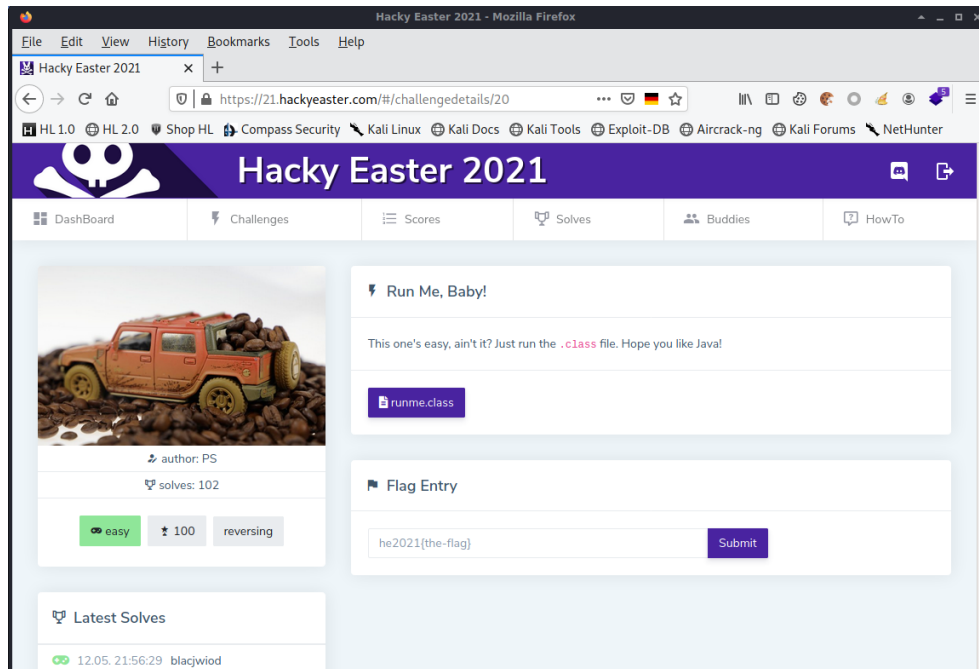 Hacky Easter 2021 - Mozilla Firefox
File Edit View History Bookmarks Tools Help
Hacky Easter 2021
https://21.hackyeaster.com/#/challengedetails/20
5
HL 1.0 HL 2.0 Shop HL Compass Security Kali Linux Kali Docs Kali Tools Exploit-DB Aircrack-ng Kali Forums NetHunter
Hacky Easter 2021
DashBoard Challenges Scores Solves Buddies HowTo
Run Me, Baby!
This one's easy, ain't it? Just run the .class file. Hope you like Java!
runme.class
author: PS
solves: 102
easy 100 reversing
Flag Entry
he2021{the-flag} Submit
Latest Solves
12.05. 21:56:29 blacjwiod